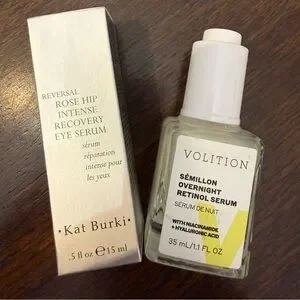 REVERSAL
ROSE HIP
INTENSE
RECOVERY
EYE SERUM
sérum
réparation
intense pour
les yeux
•Kat Burki•
.5 fl oz e 15 ml
VOLITION
SÉMILLON
OVERNIGHT
RETINOL SERUM
SÉRUM DE NUIT
WITH NIACINAMIDE
+ HYALURONIC ACID
35 mL/1.1 FL OZ